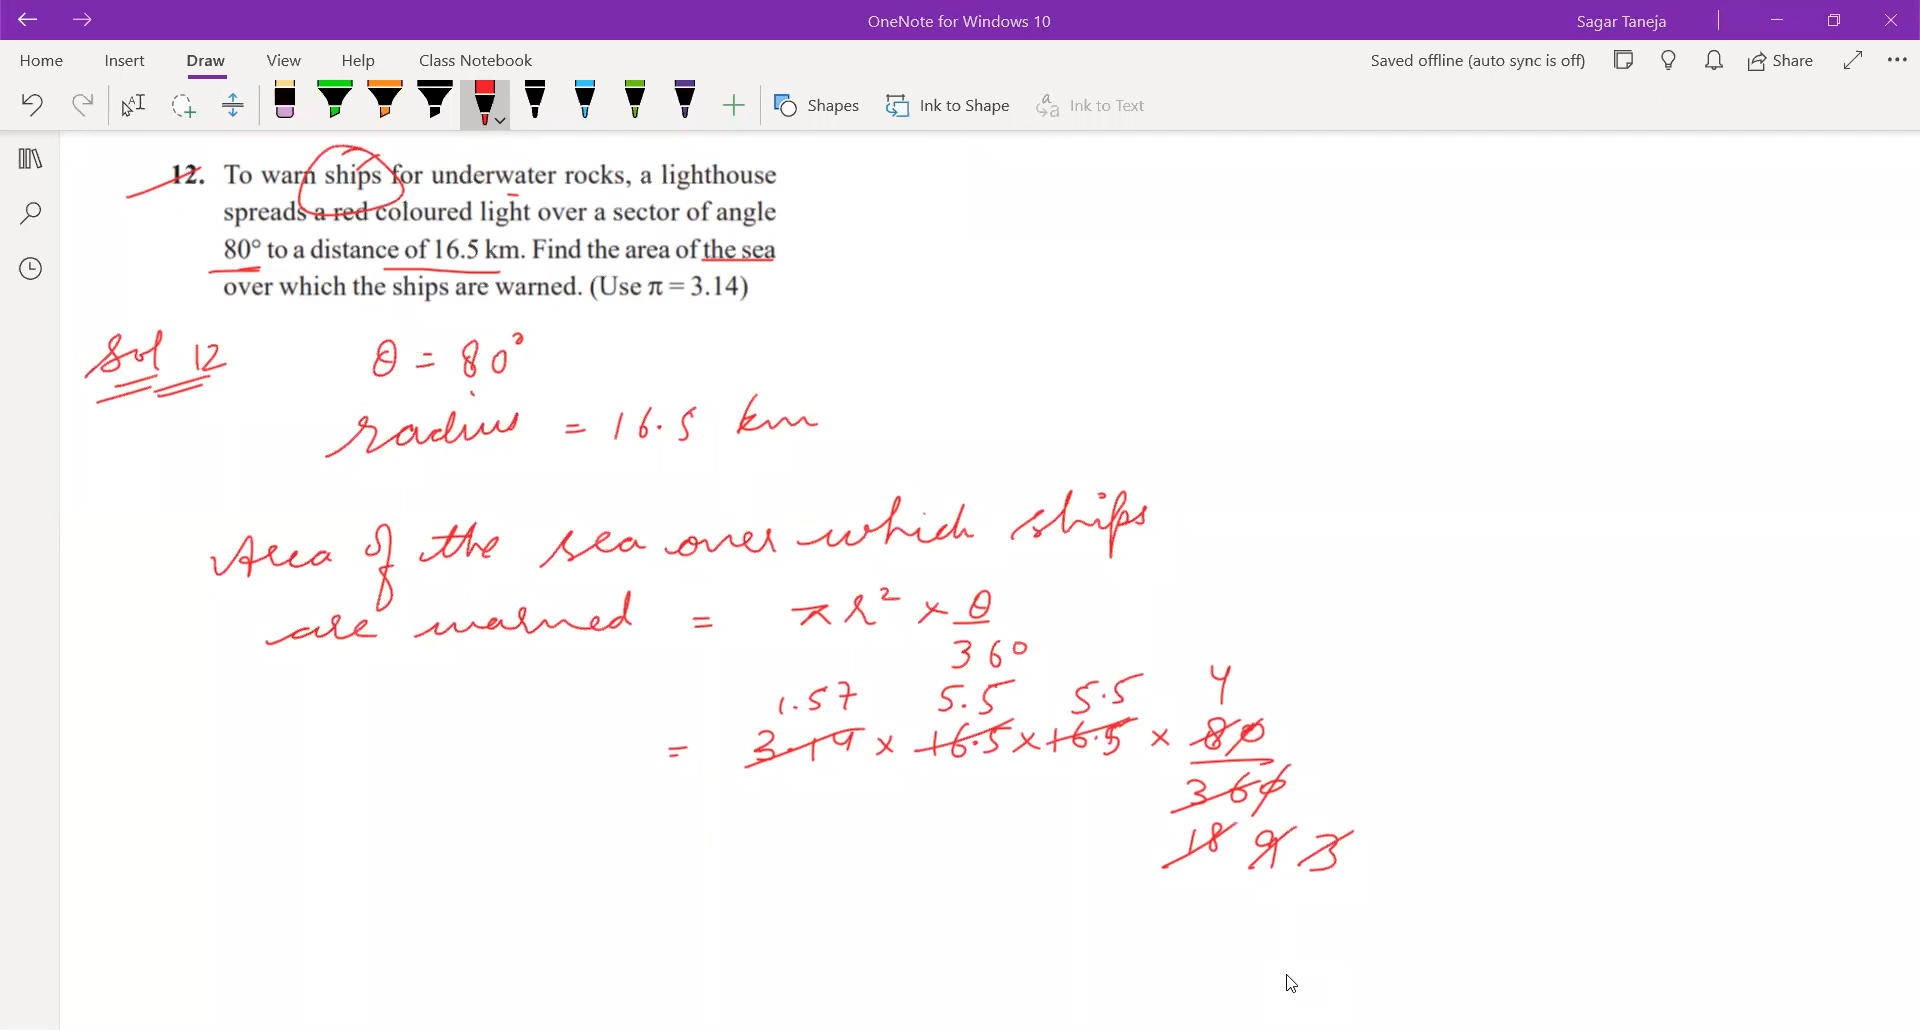 OneNote for Windows 10
Sagar Taneja
Home Insert Draw View Help Class Notebook
Saved offline (auto sync is off) Share
Shapes Ink to Shape Ink to Text
12. To warn ships for underwater rocks, a lighthouse
spreads a red coloured light over a sector of angle
80° to a distance of 16.5 km. Find the area of the sea
over which the ships are warned. (Use π = 3.14)
Sol 12 θ = 80°
radius = 16.5 km
Area of the sea over which ships
are warned = πr² × θ
360
1.57 5.5 5.5 4
= 3.14 × 16.5 × 16.5 × 80
360
18 9 3